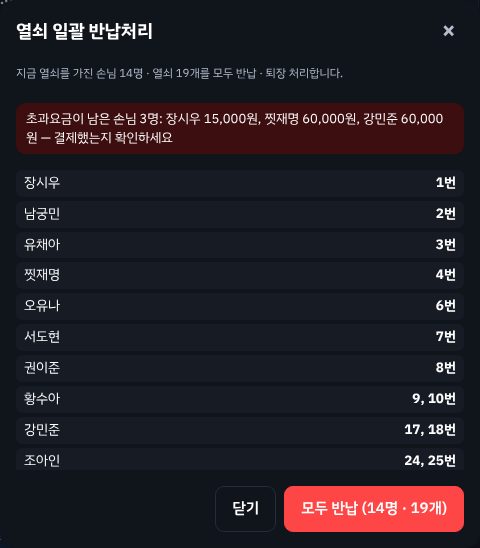 열쇠 일괄 반납처리
×
지금 열쇠를 가진 손님 14명 · 열쇠 19개를 모두 반납 · 퇴장 처리합니다.
초과요금이 남은 손님 3명: 장시우 15,000원, 찟재명 60,000원, 강민준 60,000
원 — 결제했는지 확인하세요
장시우 1번
남궁민 2번
유채아 3번
찟재명 4번
오유나 6번
서도현 7번
권이준 8번
황수아 9, 10번
강민준 17, 18번
조아인 24, 25번
닫기 모두 반납 (14명 · 19개)